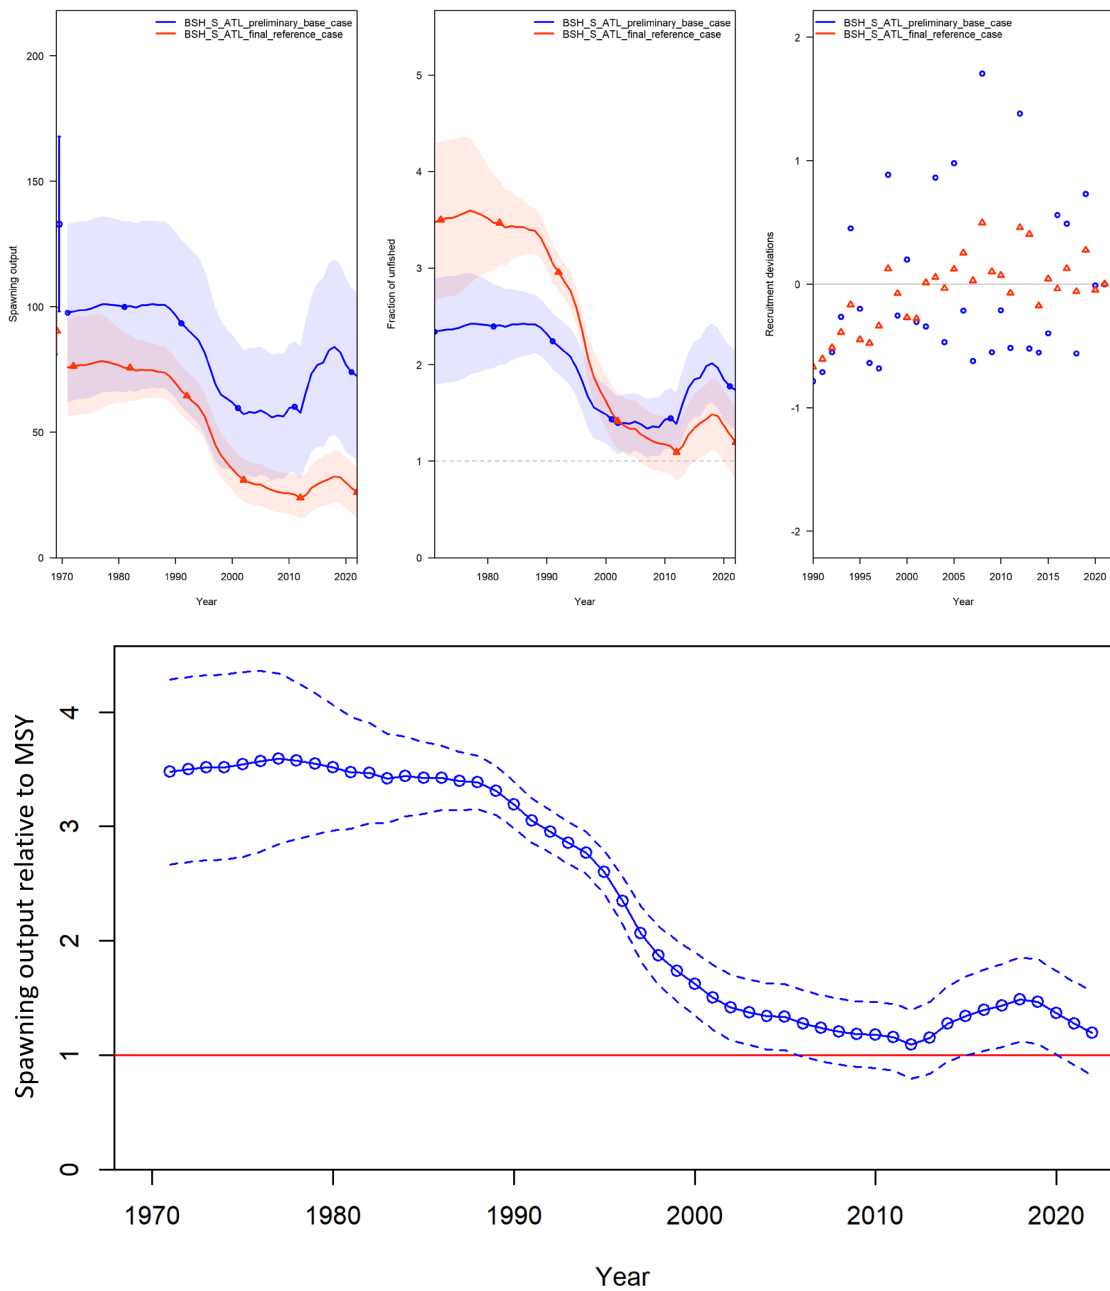 BSH_S_ATL_preliminary_base_case
BSH_S_ATL_final_reference_case
Spawning output
200
150
100
50
0
1970 1980 1990 2000 2010 2020
Year
BSH_S_ATL_preliminary_base_case
BSH_S_ATL_final_reference_case
Fraction of unfished
5
4
3
2
1
0
1980 1990 2000 2010 2020
Year
BSH_S_ATL_preliminary_base_case
BSH_S_ATL_final_reference_case
Recruitment deviations
2
1
0
-1
-2
1990 1995 2000 2005 2010 2015 2020
Year
Spawning output relative to MSY
4
3
2
1
0
1970 1980 1990 2000 2010 2020
Year